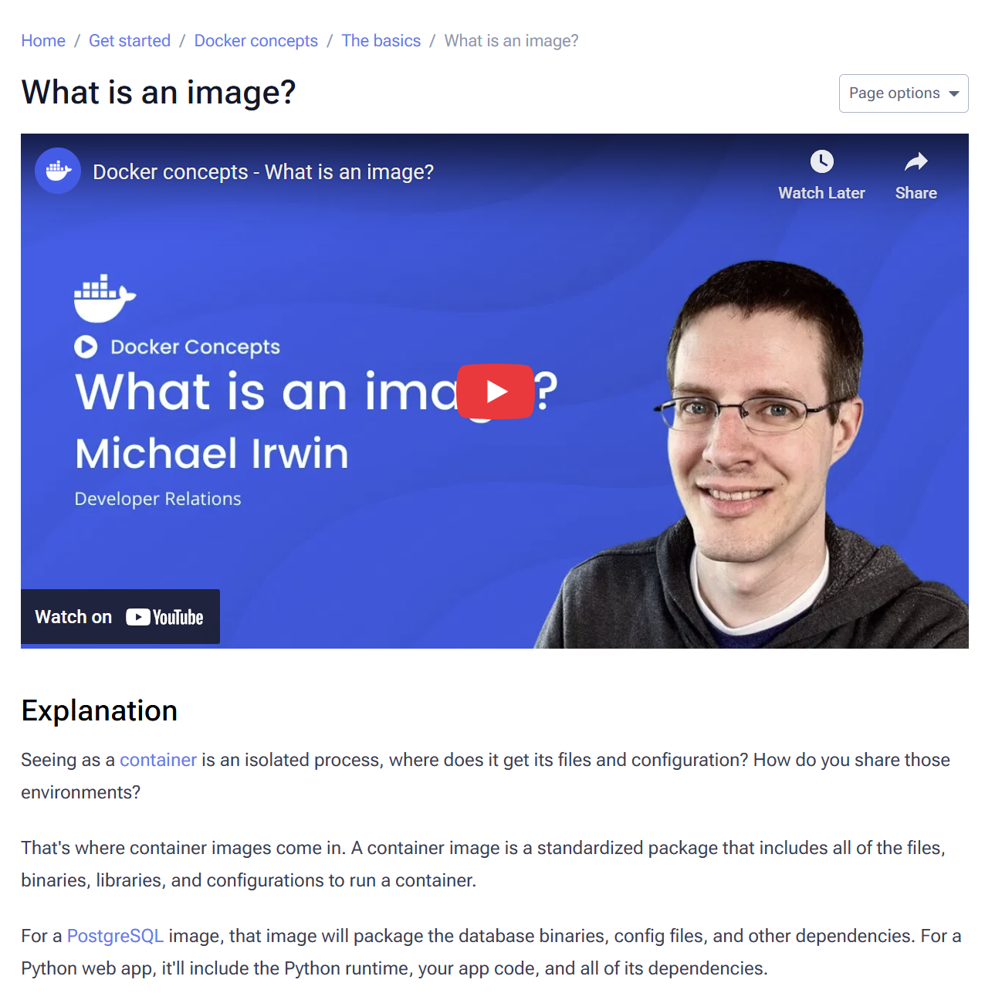 Home / Get started / Docker concepts / The basics / What is an image?
What is an image?
Page options
Docker concepts - What is an image?
Watch Later
Share
Docker Concepts
What is an image?
Michael Irwin
Developer Relations
Watch on YouTube
Explanation
Seeing as a container is an isolated process, where does it get its files and configuration? How do you share those
environments?
That's where container images come in. A container image is a standardized package that includes all of the files,
binaries, libraries, and configurations to run a container.
For a PostgreSQL image, that image will package the database binaries, config files, and other dependencies. For a
Python web app, it'll include the Python runtime, your app code, and all of its dependencies.